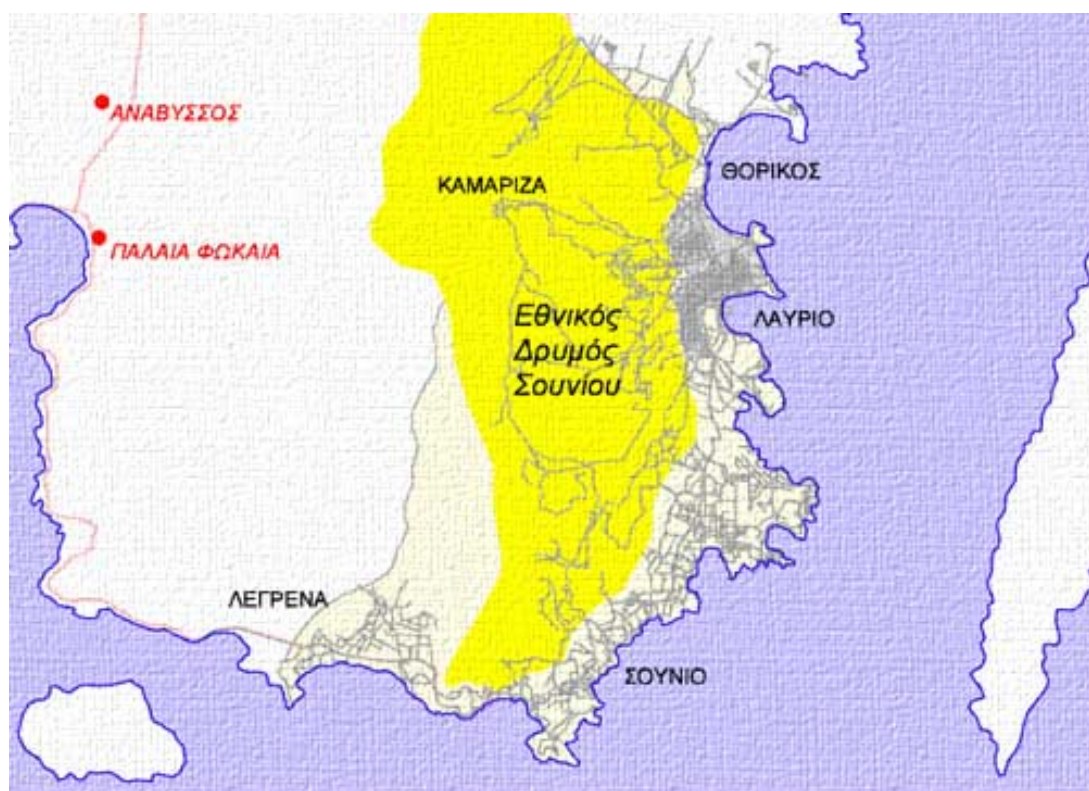 ΑΝΑΒΥΣΣΟΣ
ΘΟΡΙΚΟΣ
ΚΑΜΑΡΙΖΑ
ΠΑΛΑΙΑ ΦΩΚΑΙΑ
Εθνικός
Δρυμός
Σουνίου
ΛΑΥΡΙΟ
ΛΕΓΡΕΝΑ
ΣΟΥΝΙΟ